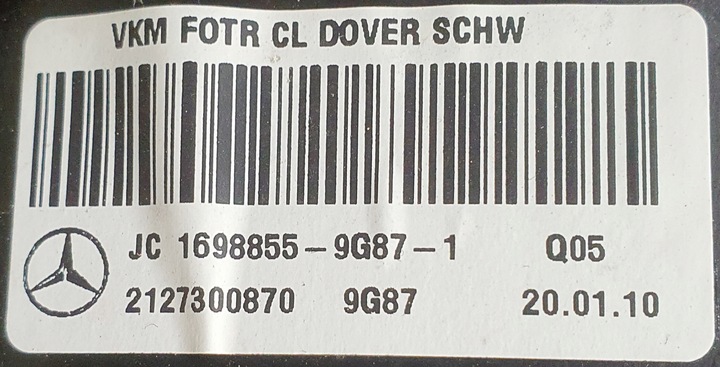 VKM FOTR CL DOVER SCHW
JC 1698855-9G87-1 Q05
2127300870 9G87 20.01.10